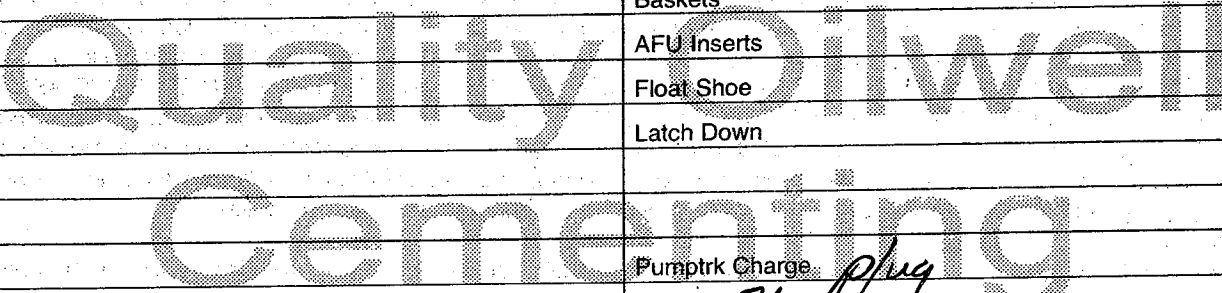 Baskets
Quality Oilwell
AFU Inserts
Float Shoe
Latch Down
Cementing
Pumptrk Charge plug